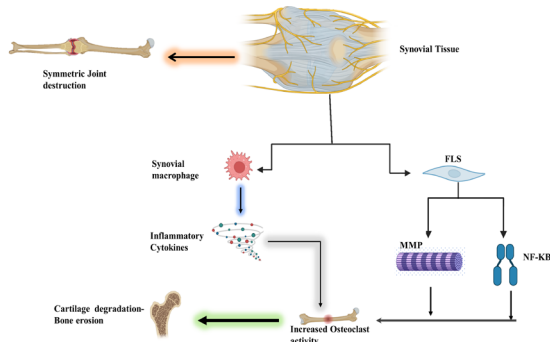 Synovial Tissue
Symmetric Joint
destruction
Synovial
macrophage
FLS
Inflammatory
Cytokines
MMP
NF-KB
Cartilage degradation-
Bone erosion
Increased Osteoclast
activity